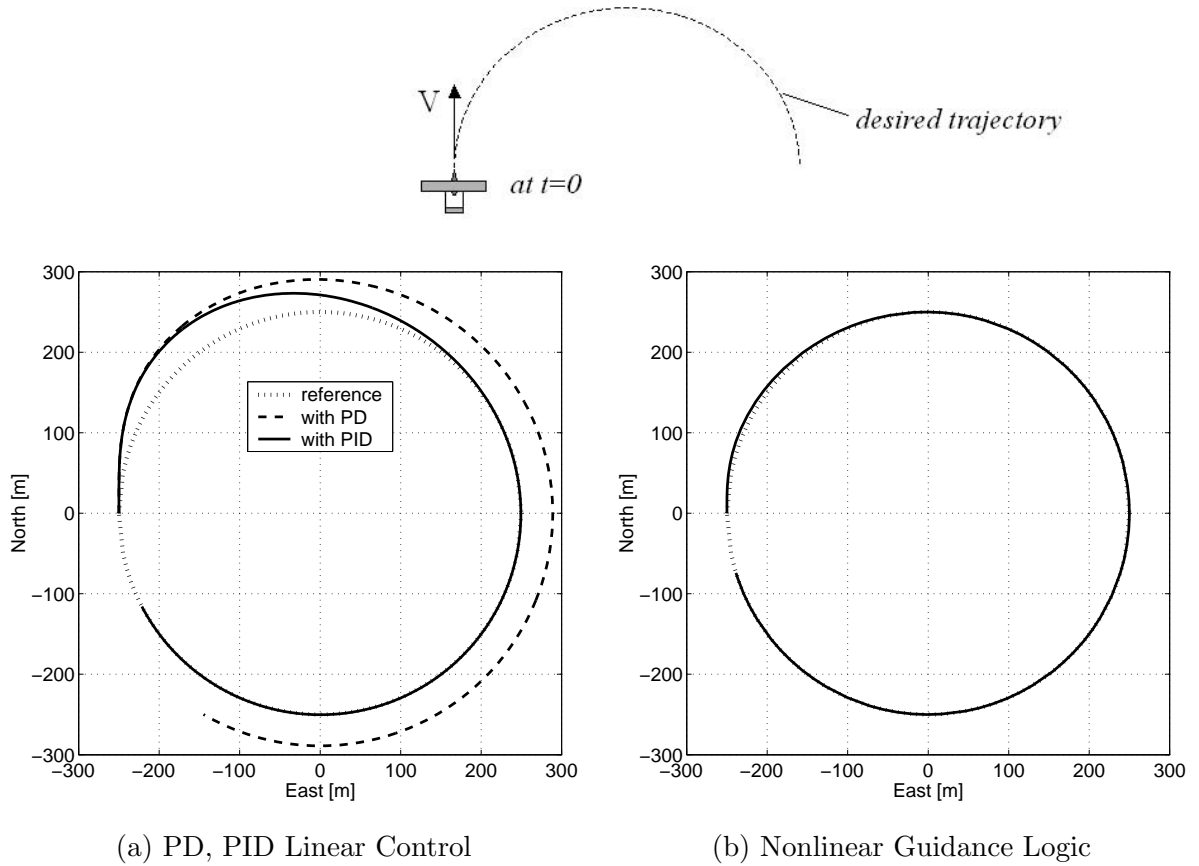 V
desired trajectory
at t=0
300
200
100
0
−100
−200
−300
−300
−200
−100
0
100
200
300
North [m]
East [m]
reference
with PD
with PID
300
200
100
0
−100
−200
−300
−300
−200
−100
0
100
200
300
North [m]
East [m]
(a) PD, PID Linear Control
(b) Nonlinear Guidance Logic